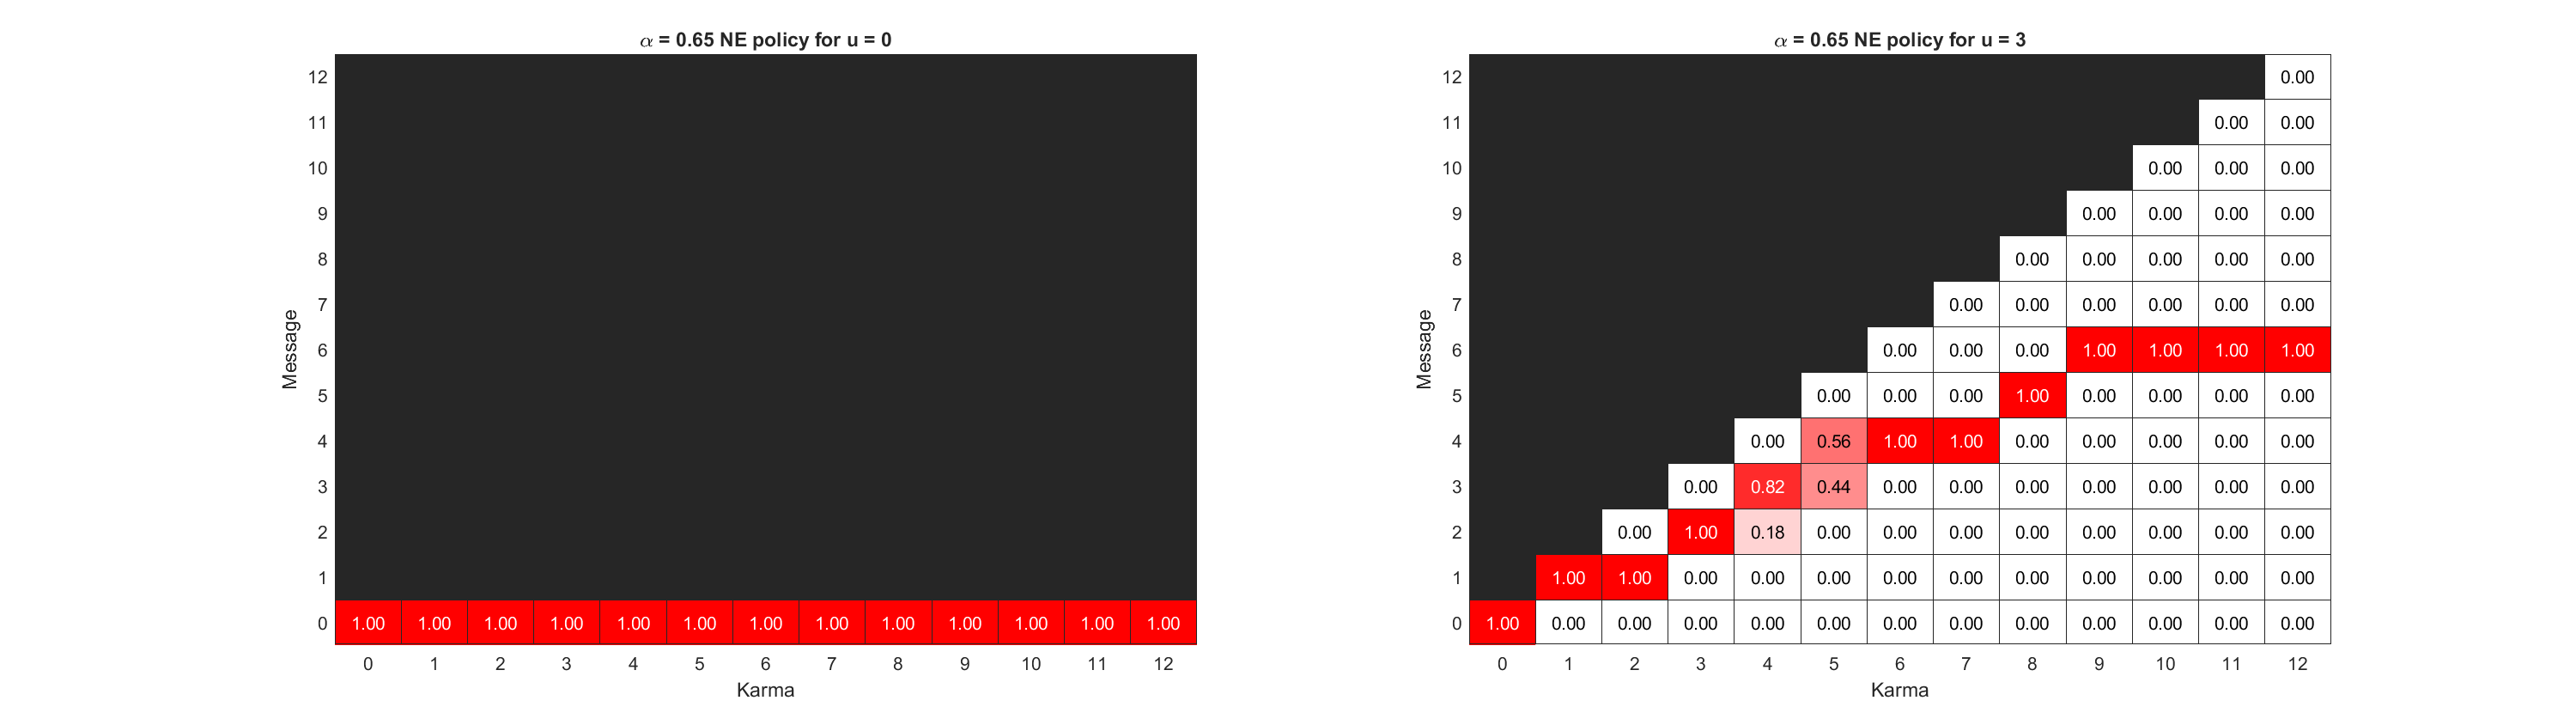 α = 0.65 NE policy for u = 0
12
11
10
9
8
7
6
5
4
3
2
1
0
Message
1.00 1.00 1.00 1.00 1.00 1.00 1.00 1.00 1.00 1.00 1.00 1.00 1.00
0 1 2 3 4 5 6 7 8 9 10 11 12
Karma
α = 0.65 NE policy for u = 3
12 0.00
11 0.00 0.00
10 0.00 0.00 0.00
9 0.00 0.00 0.00 0.00
8 0.00 0.00 0.00 0.00 0.00
7 0.00 0.00 0.00 0.00 0.00 0.00
6 0.00 0.00 0.00 1.00 1.00 1.00 1.00
5 0.00 0.00 0.00 1.00 0.00 0.00 0.00 0.00
4 0.00 0.56 1.00 1.00 0.00 0.00 0.00 0.00 0.00
3 0.00 0.82 0.44 0.00 0.00 0.00 0.00 0.00 0.00 0.00
2 0.00 1.00 0.18 0.00 0.00 0.00 0.00 0.00 0.00 0.00 0.00
1 1.00 1.00 0.00 0.00 0.00 0.00 0.00 0.00 0.00 0.00 0.00 0.00
0 1.00 0.00 0.00 0.00 0.00 0.00 0.00 0.00 0.00 0.00 0.00 0.00 0.00
Message
0 1 2 3 4 5 6 7 8 9 10 11 12
Karma